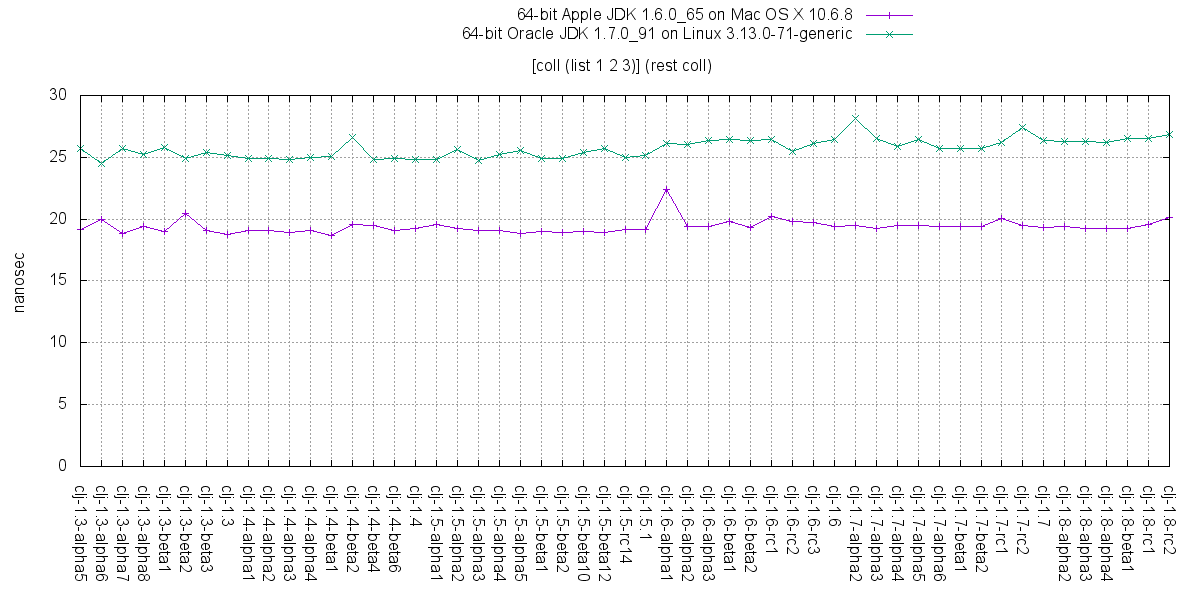 64-bit Apple JDK 1.6.0_65 on Mac OS X 10.6.8
64-bit Oracle JDK 1.7.0_91 on Linux 3.13.0-71-generic
[coll (list 1 2 3)] (rest coll)
30
25
20
15
10
5
0
nanosec
clj-1.3-alpha5
clj-1.3-alpha6
clj-1.3-alpha7
clj-1.3-alpha8
clj-1.3-beta1
clj-1.3-beta2
clj-1.3-beta3
clj-1.3
clj-1.4-alpha1
clj-1.4-alpha2
clj-1.4-alpha3
clj-1.4-alpha4
clj-1.4-beta1
clj-1.4-beta2
clj-1.4-beta4
clj-1.4-beta6
clj-1.4
clj-1.5-alpha1
clj-1.5-alpha2
clj-1.5-alpha3
clj-1.5-alpha4
clj-1.5-alpha5
clj-1.5-beta1
clj-1.5-beta2
clj-1.5-beta10
clj-1.5-beta12
clj-1.5-rc14
clj-1.5.1
clj-1.6-alpha1
clj-1.6-alpha2
clj-1.6-alpha3
clj-1.6-beta1
clj-1.6-beta2
clj-1.6-rc1
clj-1.6-rc2
clj-1.6-rc3
clj-1.6
clj-1.7-alpha2
clj-1.7-alpha3
clj-1.7-alpha4
clj-1.7-alpha5
clj-1.7-alpha6
clj-1.7-beta1
clj-1.7-beta2
clj-1.7-rc1
clj-1.7-rc2
clj-1.7
clj-1.8-alpha2
clj-1.8-alpha3
clj-1.8-alpha4
clj-1.8-beta1
clj-1.8-rc1
clj-1.8-rc2